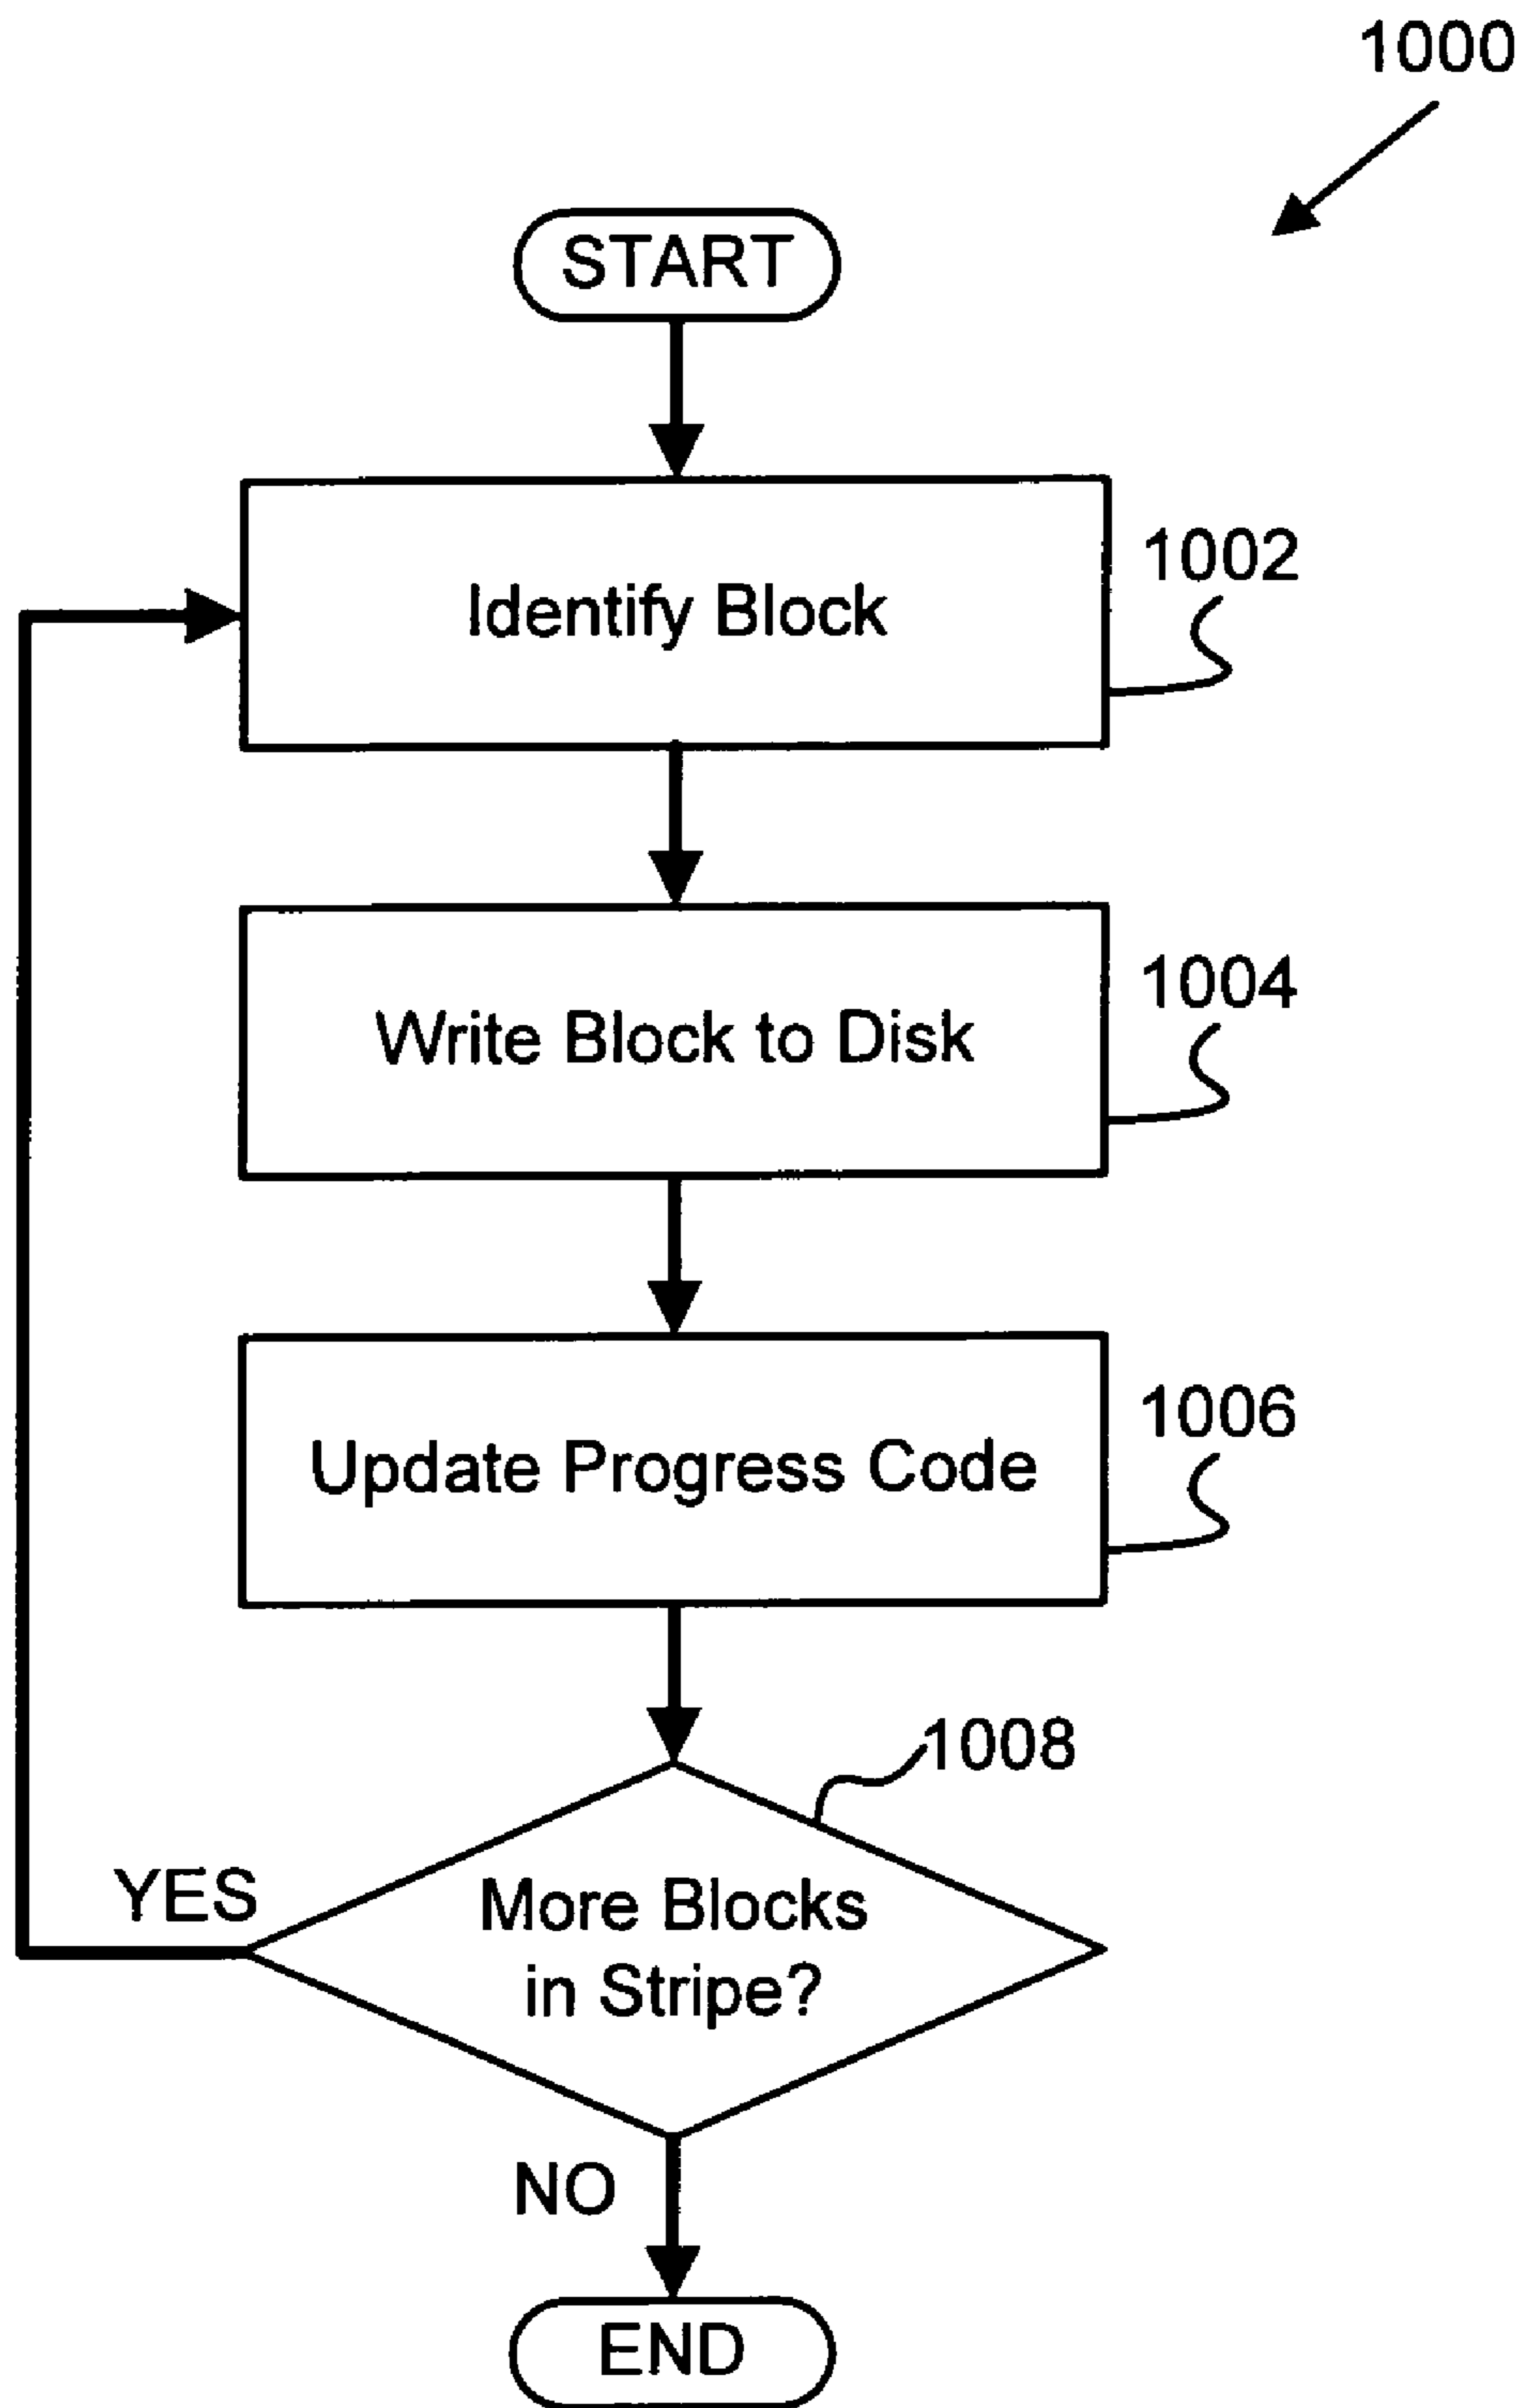 1000
START
Identify Block
1002
Write Block to Disk
1004
Update Progress Code
1006
1008
More Blocks
in Stripe?
YES
NO
END